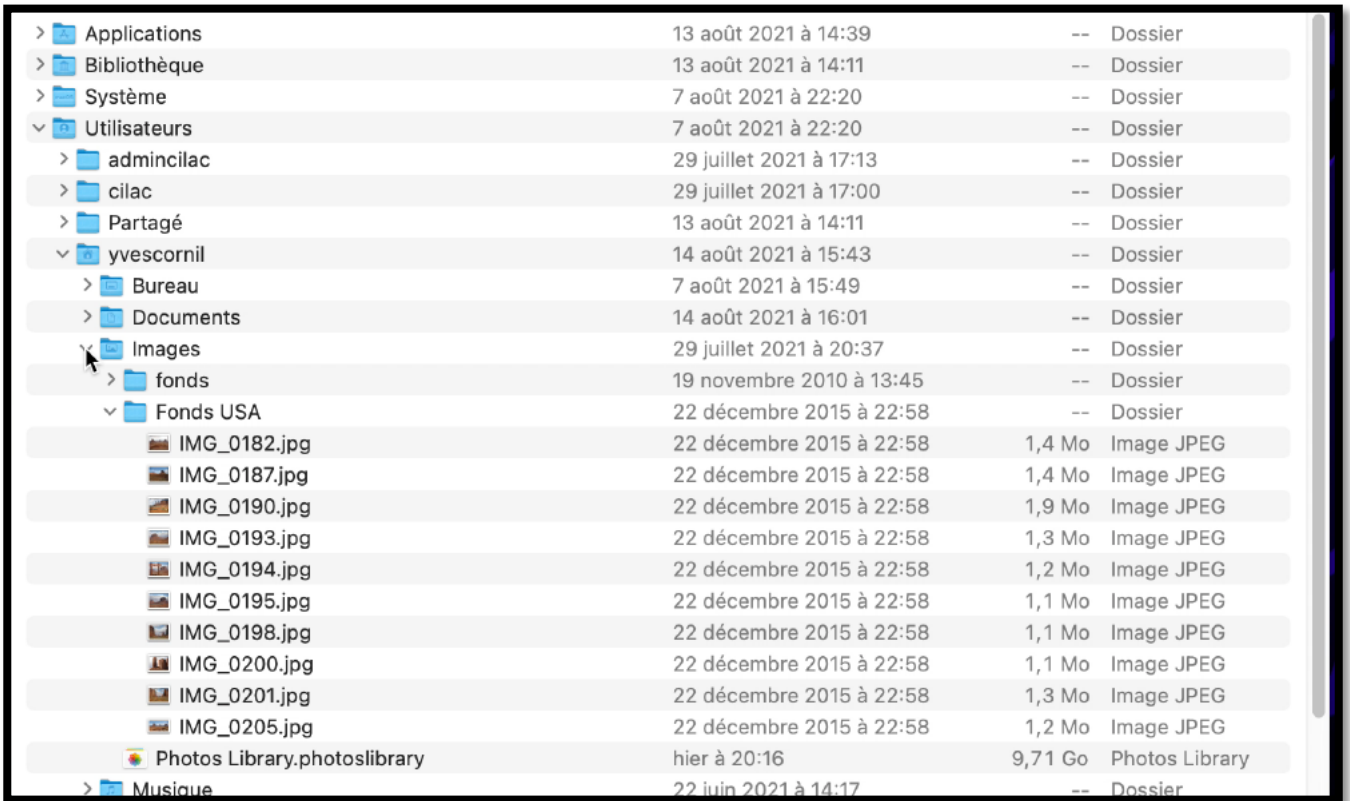 Applications 13 août 2021 à 14:39 -- Dossier
Bibliothèque 13 août 2021 à 14:11 -- Dossier
Système 7 août 2021 à 22:20 -- Dossier
Utilisateurs 7 août 2021 à 22:20 -- Dossier
admincilac 29 juillet 2021 à 17:13 -- Dossier
cilac 29 juillet 2021 à 17:00 -- Dossier
Partagé 13 août 2021 à 14:11 -- Dossier
yvescornil 14 août 2021 à 15:43 -- Dossier
Bureau 7 août 2021 à 15:49 -- Dossier
Documents 14 août 2021 à 16:01 -- Dossier
Images 29 juillet 2021 à 20:37 -- Dossier
fonds 19 novembre 2010 à 13:45 -- Dossier
Fonds USA 22 décembre 2015 à 22:58 -- Dossier
IMG_0182.jpg 22 décembre 2015 à 22:58 1,4 Mo Image JPEG
IMG_0187.jpg 22 décembre 2015 à 22:58 1,4 Mo Image JPEG
IMG_0190.jpg 22 décembre 2015 à 22:58 1,9 Mo Image JPEG
IMG_0193.jpg 22 décembre 2015 à 22:58 1,3 Mo Image JPEG
IMG_0194.jpg 22 décembre 2015 à 22:58 1,2 Mo Image JPEG
IMG_0195.jpg 22 décembre 2015 à 22:58 1,1 Mo Image JPEG
IMG_0198.jpg 22 décembre 2015 à 22:58 1,1 Mo Image JPEG
IMG_0200.jpg 22 décembre 2015 à 22:58 1,1 Mo Image JPEG
IMG_0201.jpg 22 décembre 2015 à 22:58 1,3 Mo Image JPEG
IMG_0205.jpg 22 décembre 2015 à 22:58 1,2 Mo Image JPEG
Photos Library.photoslibrary hier à 20:16 9,71 Go Photos Library
Musique 22 juin 2021 à 14:17 -- Dossier